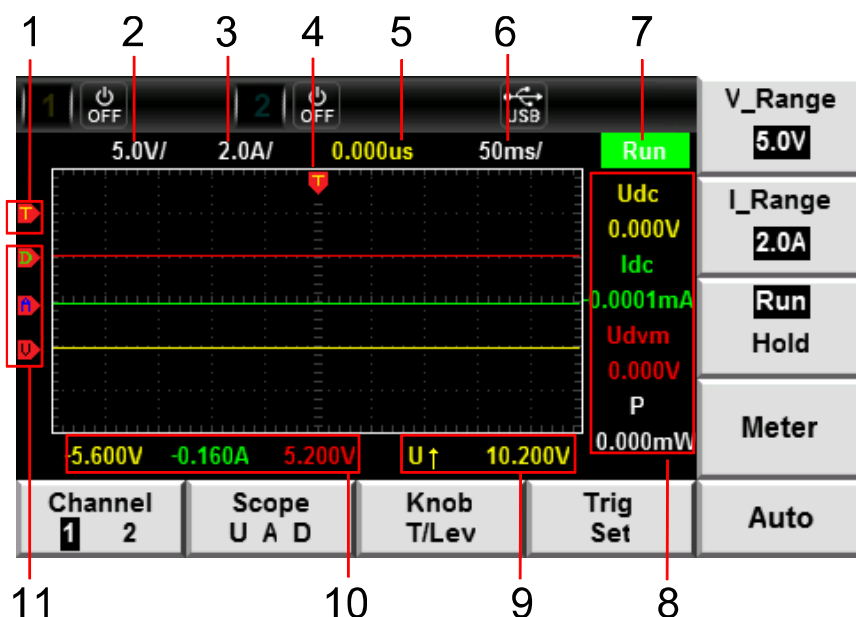 1 2 3 4 5 6 7
1 OFF 2 OFF USB
5.0V/ 2.0A/ 0.000us 50ms/ Run
T
T
D
A
V
Udc
0.000V
Idc
0.0001mA
Udvm
0.000V
P
0.000mW
-5.600V -0.160A 5.200V U↑ 10.200V
V_Range
5.0V
I_Range
2.0A
Run
Hold
Meter
Auto
Channel
1 2
Scope
U A D
Knob
T/Lev
Trig
Set
11 10 9 8